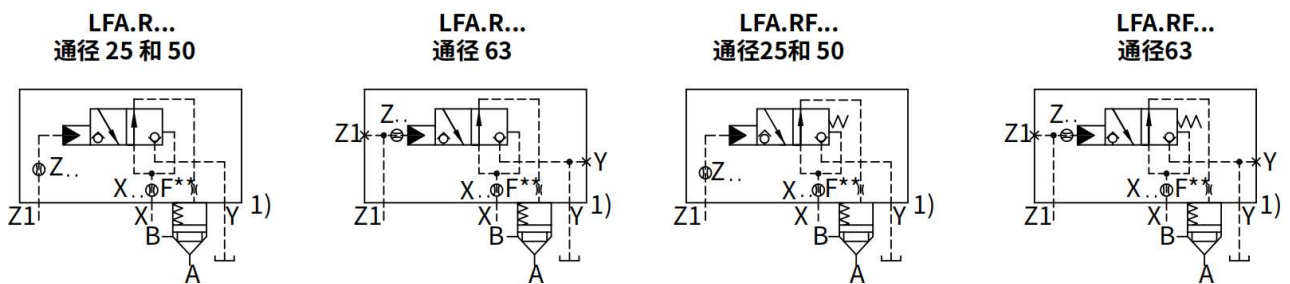 LFA.R...
通径 25 和 50
Z..
X..
F**
Z1
X
Y
1)
B
A
LFA.R...
通径 63
Z..
Z1
Y
X..
F**
Z1
X
Y
1)
B
A
LFA.RF...
通径25和 50
Z..
X..
F**
Z1
X
Y
1)
B
A
LFA.RF...
通径63
Z..
Z1
Y
X..
F**
Z1
X
Y
1)
B
A